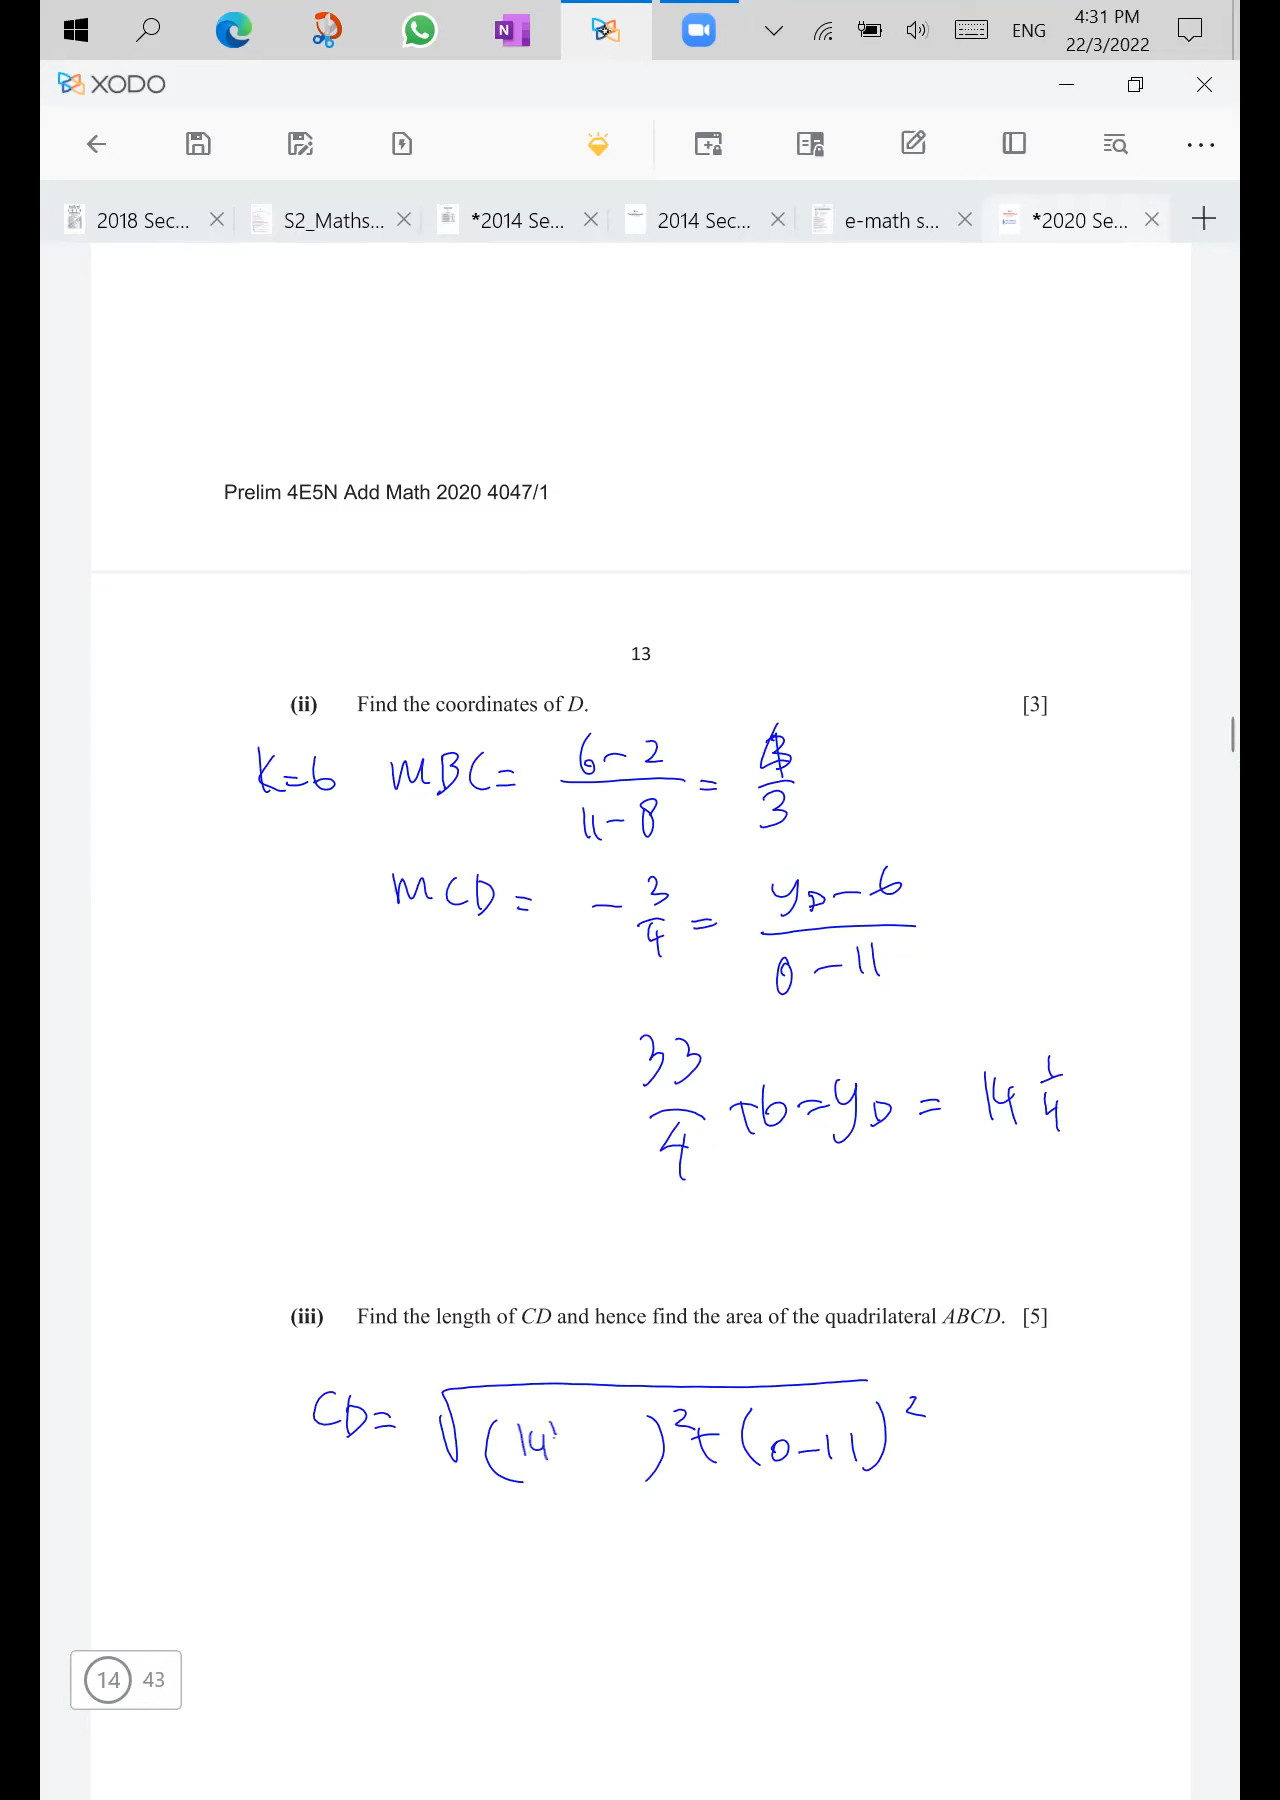 4:31 PM
ENG
22/3/2022
XODO
2018 Sec...
S2_Maths...
*2014 Se...
2014 Sec...
e-math s...
*2020 Se...
Prelim 4E5N Add Math 2020 4047/1
13
(ii) Find the coordinates of D. [3]
K=6 mBC= 6-2/11-8 = 4/3
mCD= -3/4 = yD-6/0-11
33/4 +6=yD = 14 1/4
(iii) Find the length of CD and hence find the area of the quadrilateral ABCD. [5]
CD= √(14 )²+(0-11)²
14 43